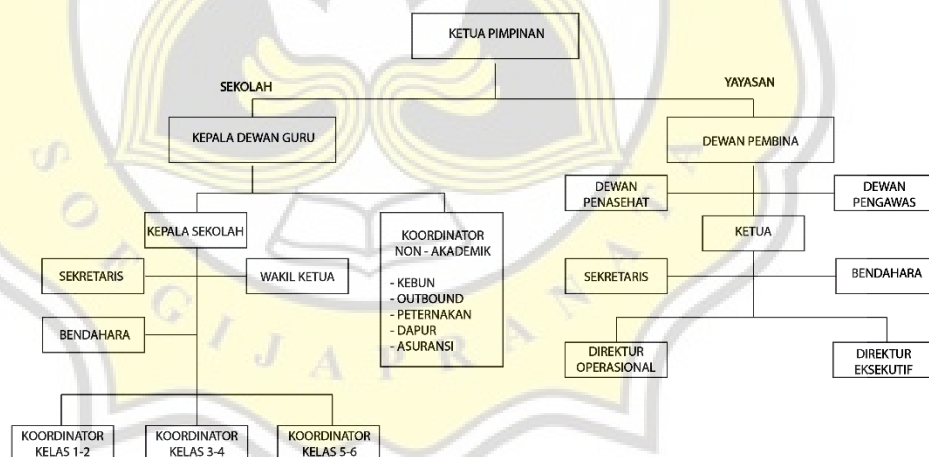 KETUA PIMPINAN
SEKOLAH
YAYASAN
KEPALA DEWAN GURU
DEWAN PEMBINA
DEWAN
PENASEHAT
DEWAN
PENGAWAS
KEPALA SEKOLAH
KOORDINATOR
NON - AKADEMIK
- KEBUN
- OUTBOUND
- PETERNAKAN
- DAPUR
- ASURANSI
KETUA
SEKRETARIS
WAKIL KETUA
SEKRETARIS
BENDAHARA
BENDAHARA
DIREKTUR
OPERASIONAL
DIREKTUR
EKSEKUTIF
KOORDINATOR
KELAS 1-2
KOORDINATOR
KELAS 3-4
KOORDINATOR
KELAS 5-6
SOEGIJAPRANATA